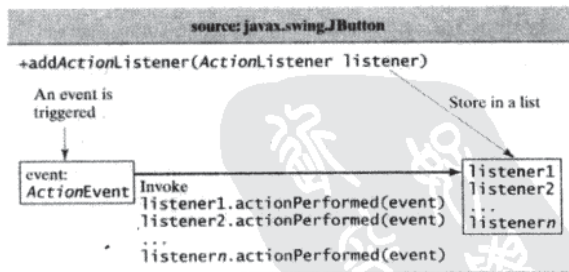 source: javax.swing.JButton
+addActionListener(ActionListener listener)
An event is
triggered
Store in a list
event:
ActionEvent
Invoke
listener1.actionPerformed(event)
listener2.actionPerformed(event)
...
listenern.actionPerformed(event)
listener1
listener2
...
listenern